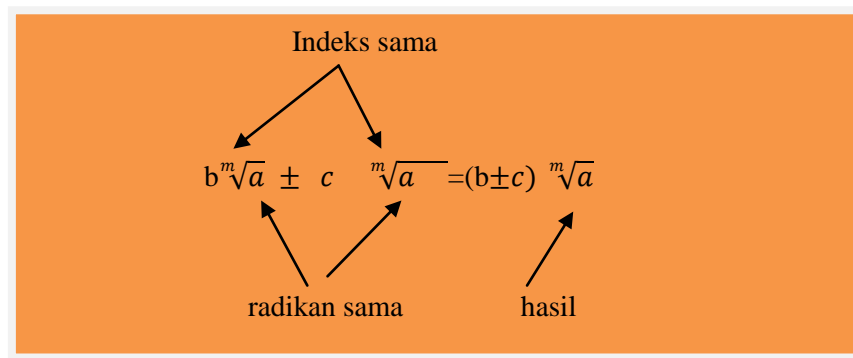 Indeks sama
b ᵐ√a ± c ᵐ√a =(b±c) ᵐ√a
radikan sama hasil